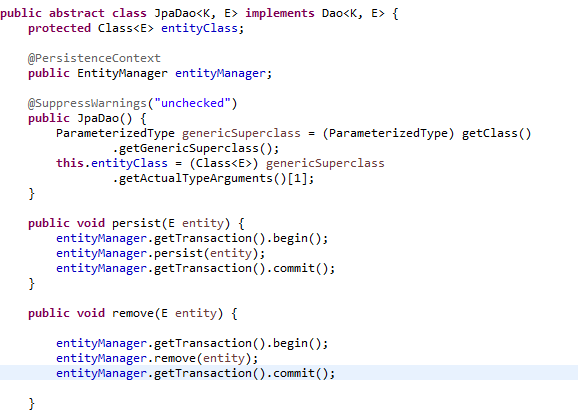 public abstract class JpaDao<K, E> implements Dao<K, E> {
    protected Class<E> entityClass;

    @PersistenceContext
    public EntityManager entityManager;

    @SuppressWarnings("unchecked")
    public JpaDao() {
        ParameterizedType genericSuperclass = (ParameterizedType) getClass()
                .getGenericSuperclass();
        this.entityClass = (Class<E>) genericSuperclass
                .getActualTypeArguments()[1];
    }

    public void persist(E entity) {
        entityManager.getTransaction().begin();
        entityManager.persist(entity);
        entityManager.getTransaction().commit();
    }

    public void remove(E entity) {

        entityManager.getTransaction().begin();
        entityManager.remove(entity);
        entityManager.getTransaction().commit();

    }